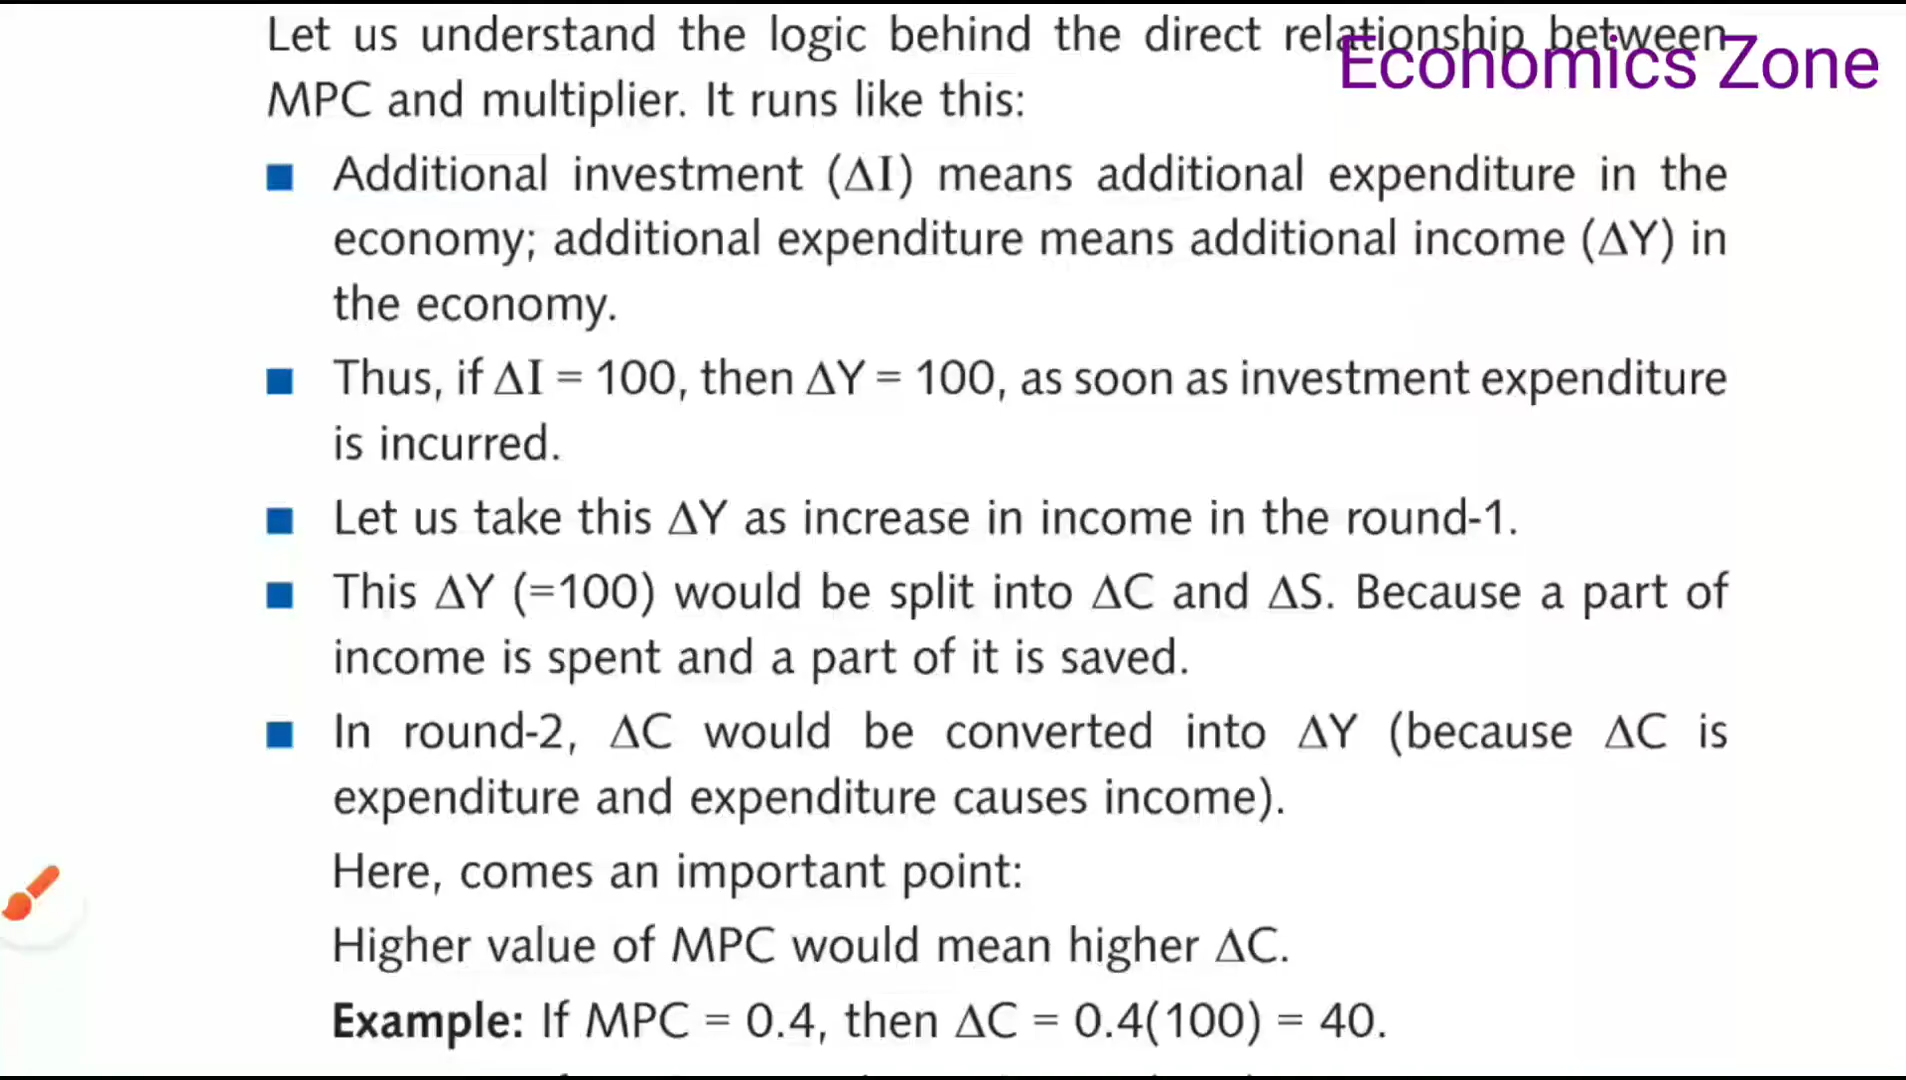 Let us understand the logic behind the direct relationship between
Economics Zone
MPC and multiplier. It runs like this:
■ Additional investment (ΔI) means additional expenditure in the
economy; additional expenditure means additional income (ΔY) in
the economy.
■ Thus, if ΔI = 100, then ΔY = 100, as soon as investment expenditure
is incurred.
■ Let us take this ΔY as increase in income in the round-1.
■ This ΔY (=100) would be split into ΔC and ΔS. Because a part of
income is spent and a part of it is saved.
■ In round-2, ΔC would be converted into ΔY (because ΔC is
expenditure and expenditure causes income).
Here, comes an important point:
Higher value of MPC would mean higher ΔC.
Example: If MPC = 0.4, then ΔC = 0.4(100) = 40.